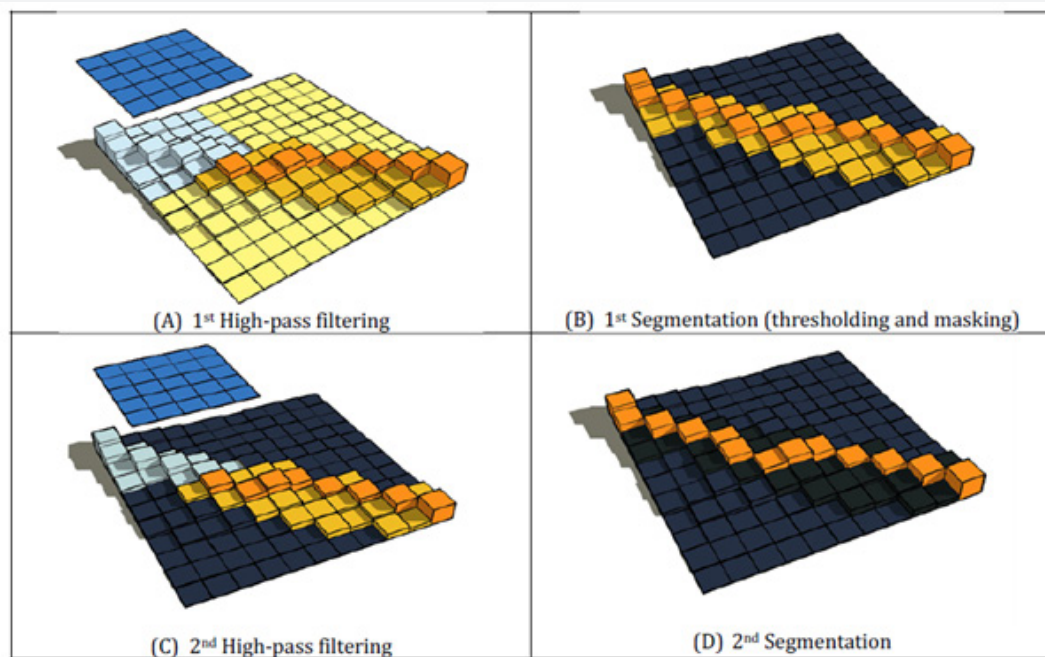 (A) 1st High-pass filtering
(B) 1st Segmentation (thresholding and masking)
(C) 2nd High-pass filtering
(D) 2nd Segmentation